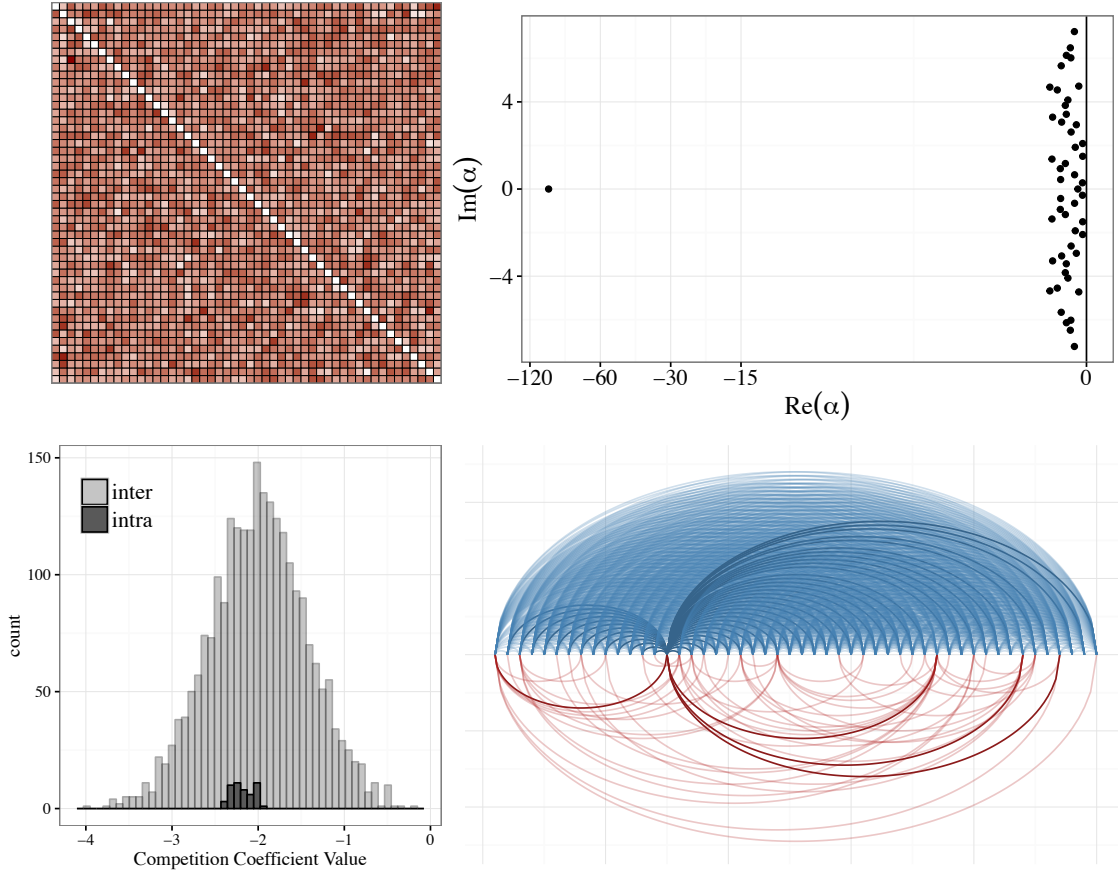 4
0
−4
Im(α)
−120 −60 −30 −15 0
Re(α)
150
100
50
0
count
inter
intra
−4 −3 −2 −1 0
Competition Coefficient Value